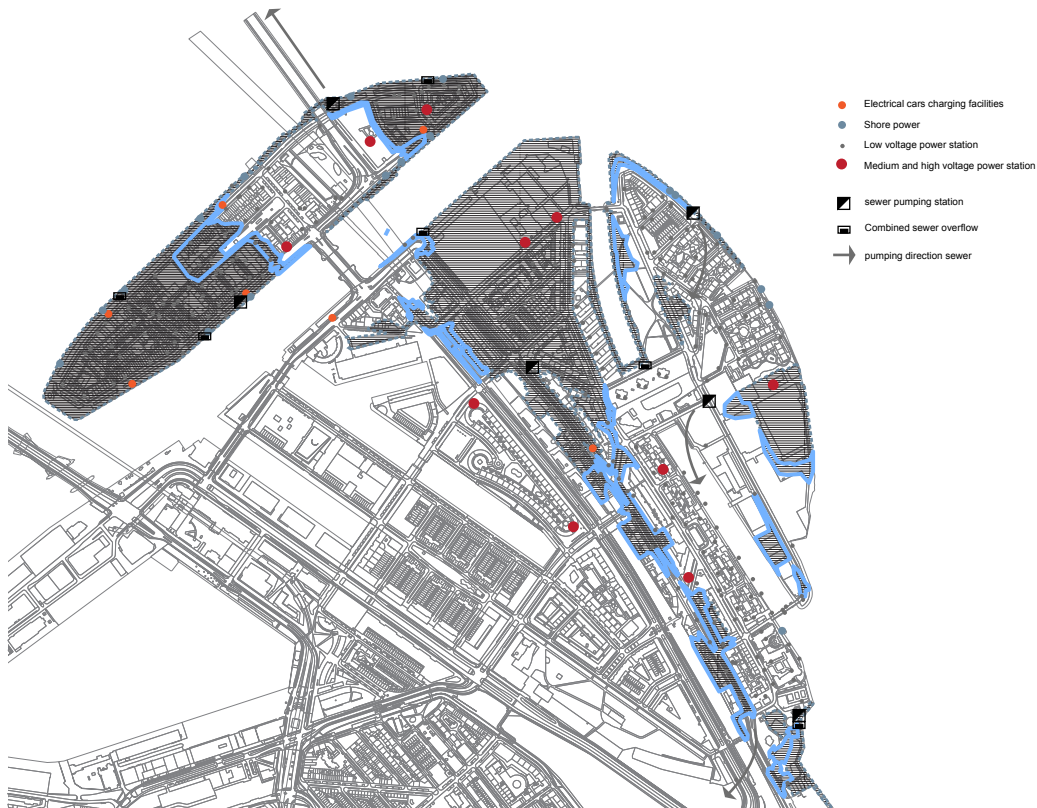 Electrical cars charging facilities
Shore power
Low voltage power station
Medium and high voltage power station
sewer pumping station
Combined sewer overflow
pumping direction sewer